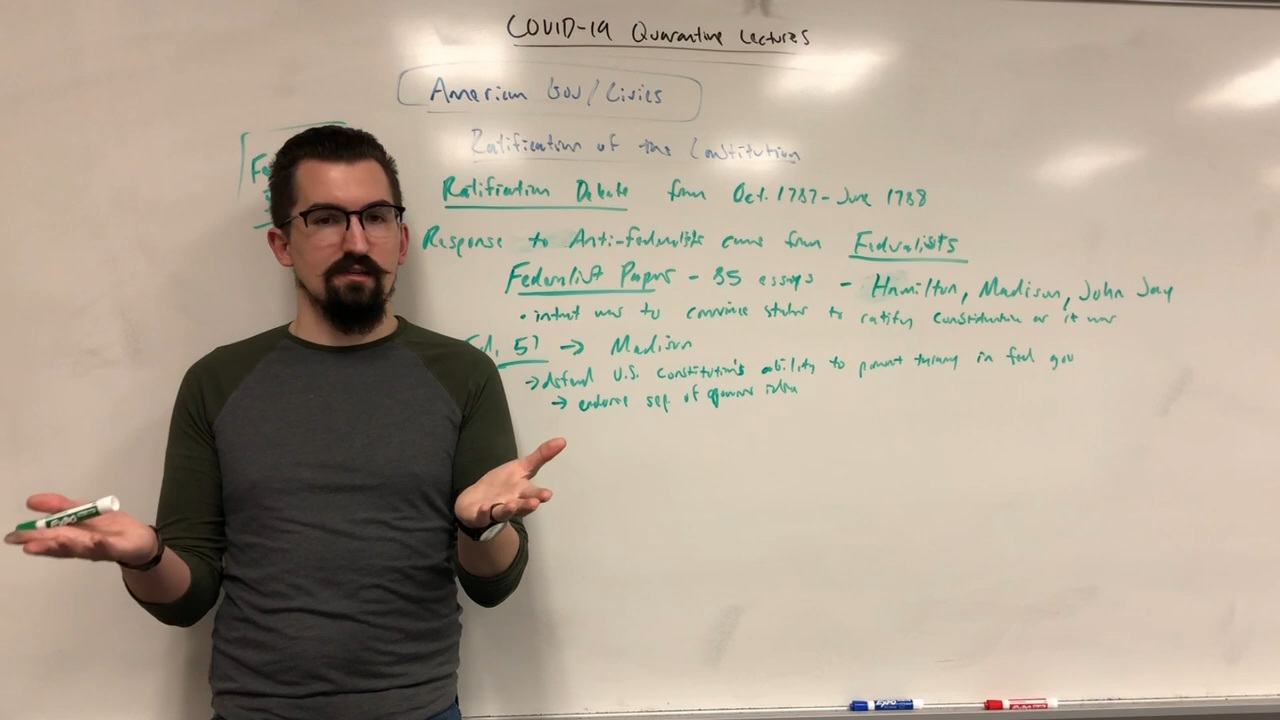 COVID-19 Quarantine Lectures
American Gov/Civics
Ratification of the Constitution
Fe
Ratification Debate from Oct. 1787-June 1788
Response to Anti-federalists came from Federalists
Federalist Papers - 85 essays - Hamilton, Madison, John Jay
• intent was to convince states to ratify Constitution as it was
Fed. 51 → Madison
→ defend U.S. Constitution's ability to prevent tyranny in fed gov
→ endorse sep. of powers idea
EXPO
EXPO